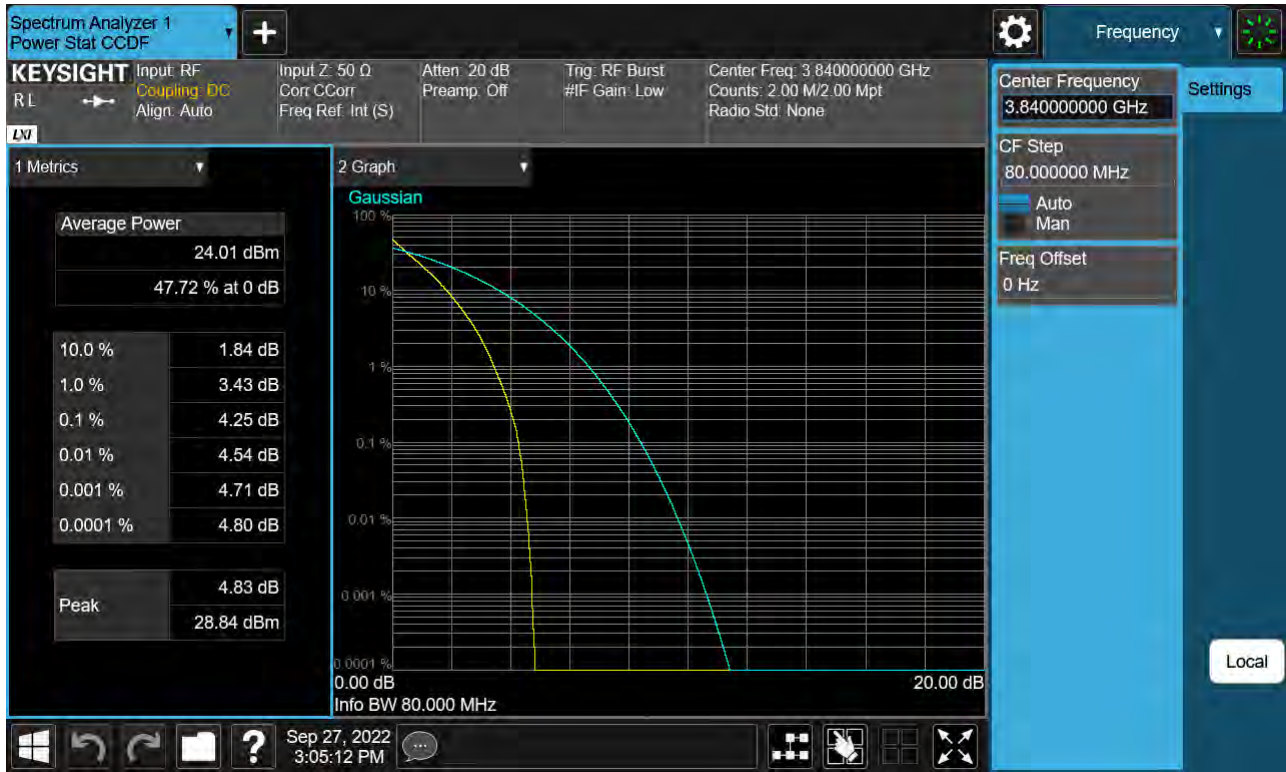 Spectrum Analyzer 1
Power Stat CCDF
Frequency
KEYSIGHT
RL
LXI
Input: RF
Coupling: DC
Align: Auto
Input Z: 50 Ω
Corr CCorr
Freq Ref: Int (S)
Atten: 20 dB
Preamp: Off
Trig: RF Burst
#IF Gain: Low
Center Freq: 3.840000000 GHz
Counts: 2.00 M/2.00 Mpt
Radio Std: None
Center Frequency
3.840000000 GHz
Settings
CF Step
80.000000 MHz
Auto
Man
Freq Offset
0 Hz
1 Metrics
Average Power
24.01 dBm
47.72 % at 0 dB
10.0 % 1.84 dB
1.0 % 3.43 dB
0.1 % 4.25 dB
0.01 % 4.54 dB
0.001 % 4.71 dB
0.0001 % 4.80 dB
Peak
4.83 dB
28.84 dBm
2 Graph
Gaussian
100 %
10 %
1 %
0.1 %
0.01 %
0.001 %
0.0001 %
0.00 dB 20.00 dB
Info BW 80.000 MHz
Local
?
Sep 27, 2022
3:05:12 PM